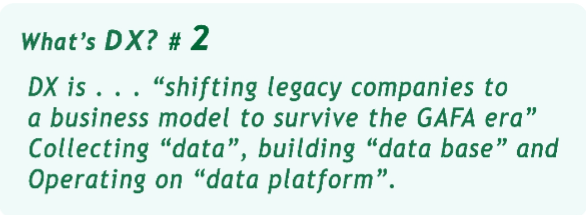 What's DX? # 2
DX is . . . “shifting legacy companies to
a business model to survive the GAFA era”
Collecting “data”, building “data base” and
Operating on “data platform”.